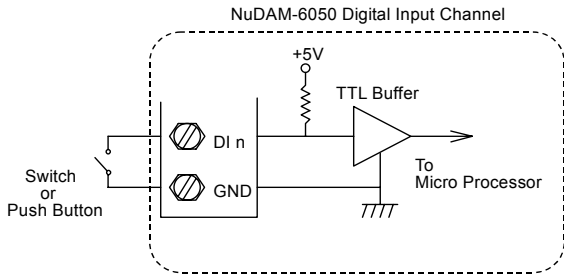 NuDAM-6050 Digital Input Channel
+5V
TTL Buffer
DI n
To
Micro Processor
GND
Switch
or
Push Button